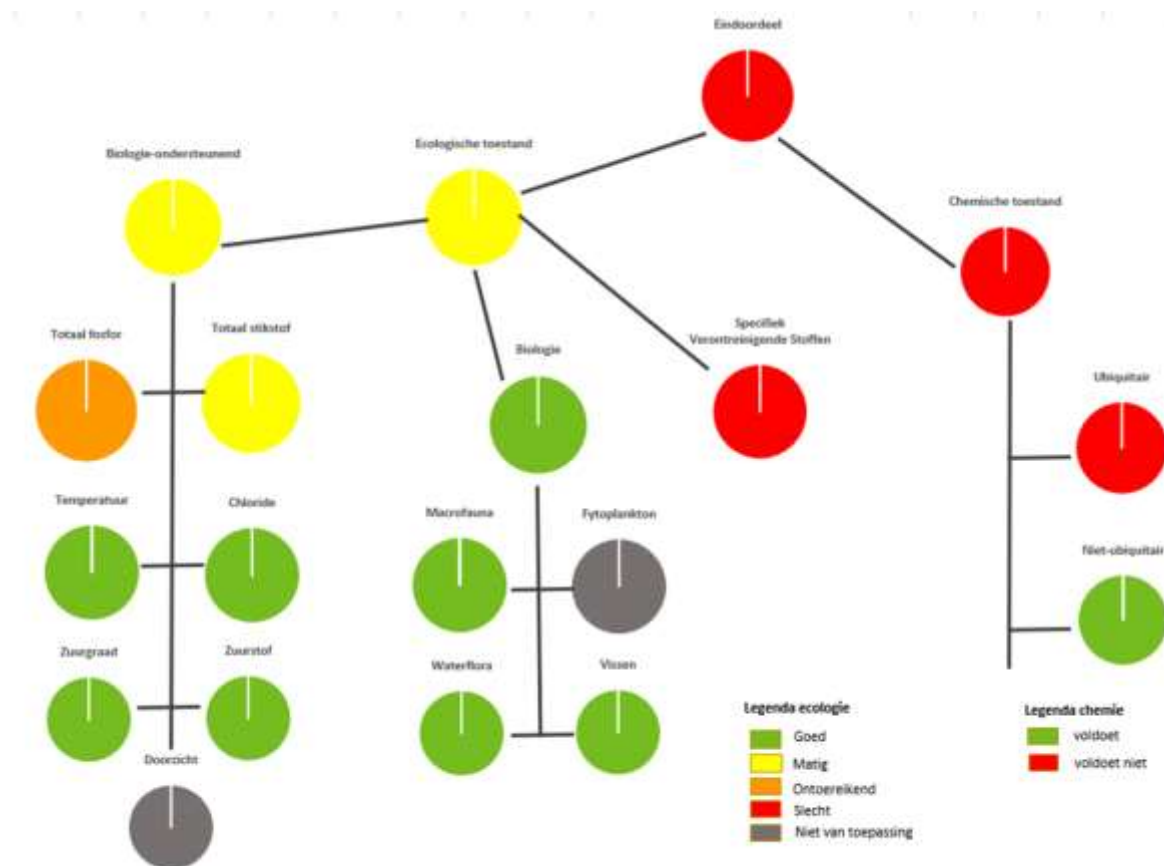 Eindoordeel
Biologie-ondersteunend
Ecologische toestand
Chemische toestand
Totaal fosfor
Totaal stikstof
Specifiek
Verontreinigende Stoffen
Biologie
Ubiquitair
Temperatuur
Chloride
Macrofauna
Fytoplankton
Niet-ubiquitair
Zuurgraad
Zuurstof
Waterflora
Vissen
Doorzicht
Legenda ecologie
Goed
Matig
Ontoereikend
Slecht
Niet van toepassing
Legenda chemie
voldoet
voldoet niet